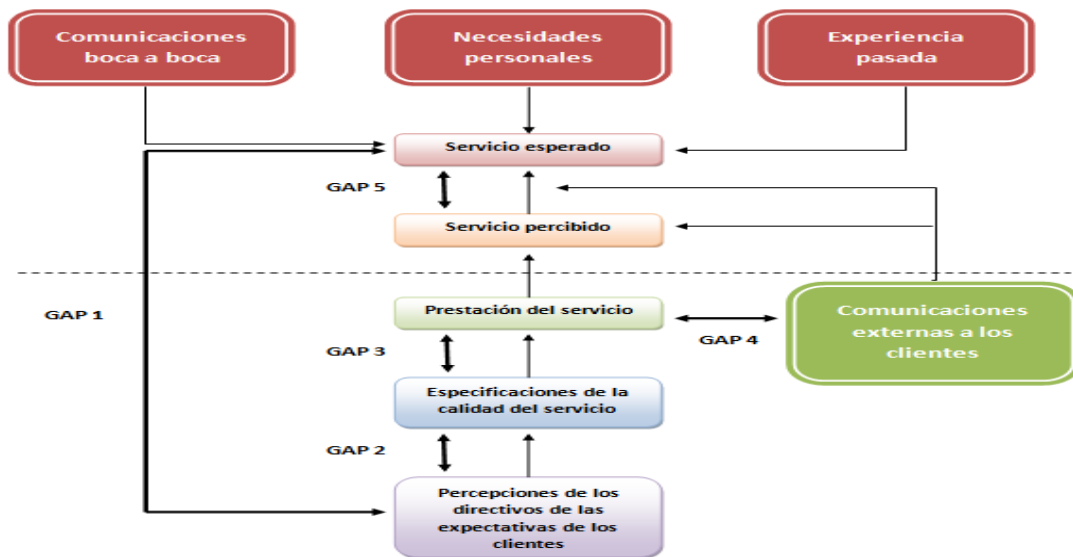 Comunicaciones
boca a boca
Necesidades
personales
Experiencia
pasada
Servicio esperado
GAP 5
Servicio percibido
GAP 1
Prestación del servicio
GAP 4
Comunicaciones
externas a los
clientes
GAP 3
Especificaciones de la
calidad del servicio
GAP 2
Percepciones de los
directivos de las
expectativas de los
clientes